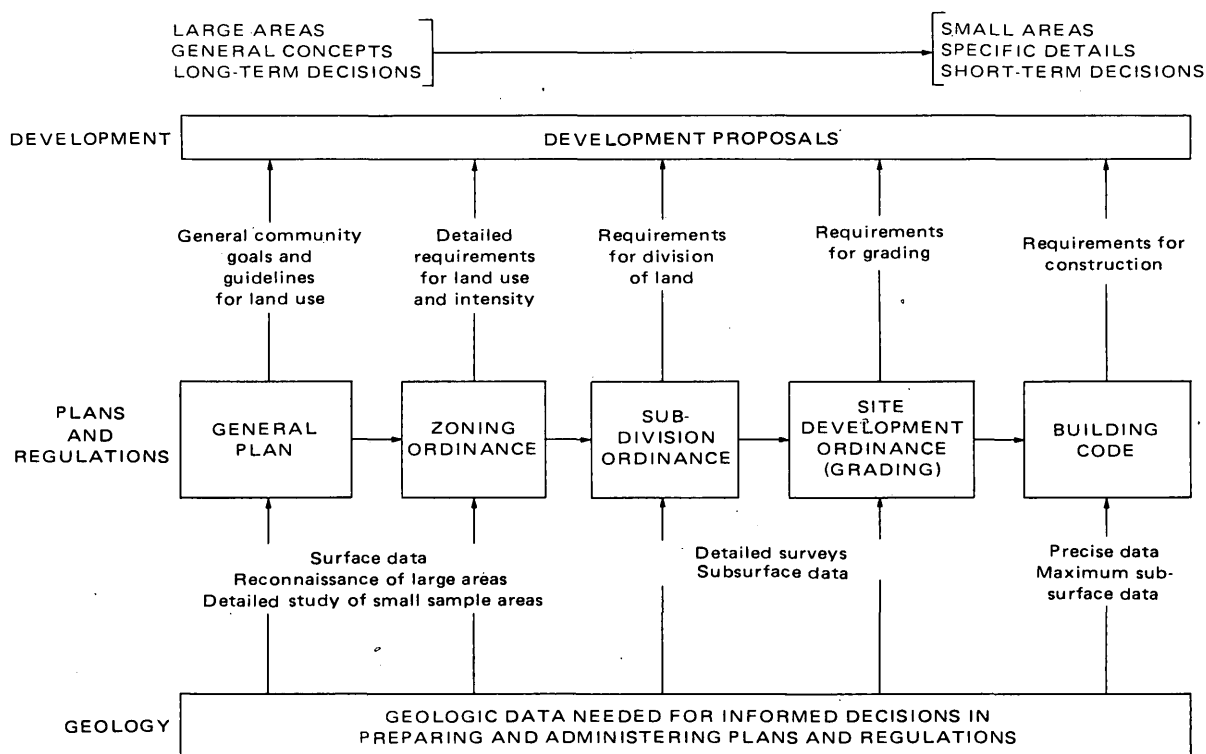 LARGE AREAS
GENERAL CONCEPTS
LONG-TERM DECISIONS
SMALL AREAS
SPECIFIC DETAILS
SHORT-TERM DECISIONS
DEVELOPMENT
DEVELOPMENT PROPOSALS
General community
goals and
guidelines
for land use
Detailed
requirements
for land use
and intensity
Requirements
for division
of land
Requirements
for grading
Requirements for
construction
PLANS
AND
REGULATIONS
GENERAL
PLAN
ZONING
ORDINANCE
SUB-
DIVISION
ORDINANCE
SITE
DEVELOPMENT
ORDINANCE
(GRADING)
BUILDING
CODE
Surface data
Reconnaissance of large areas
Detailed study of small sample areas
Detailed surveys
Subsurface data
Precise data
Maximum sub-
surface data
GEOLOGY
GEOLOGIC DATA NEEDED FOR INFORMED DECISIONS IN
PREPARING AND ADMINISTERING PLANS AND REGULATIONS